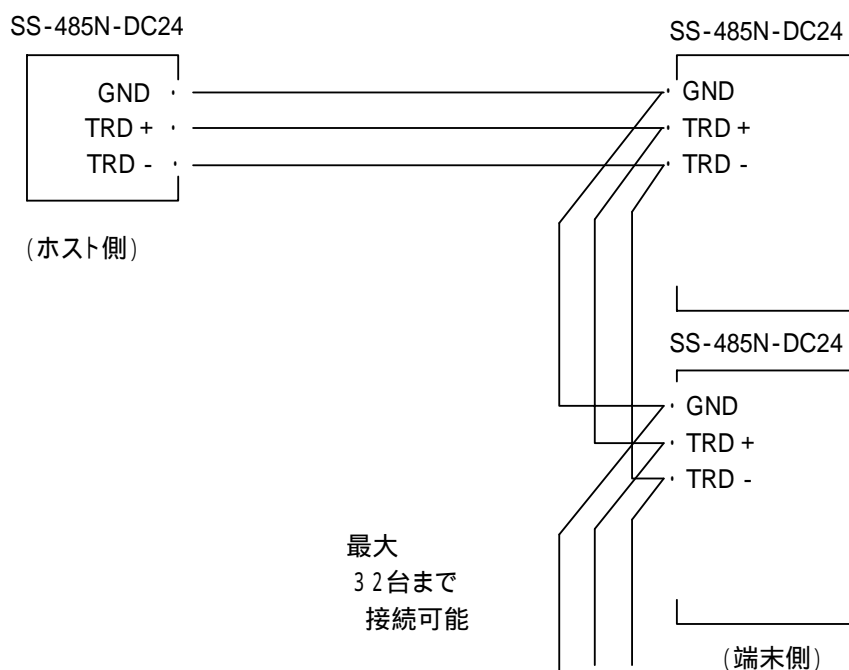 SS-485N-DC24
GND
TRD +
TRD -
(ホスト側)
SS-485N-DC24
GND
TRD +
TRD -
SS-485N-DC24
GND
TRD +
TRD -
最大
32台まで
接続可能
(端末側)